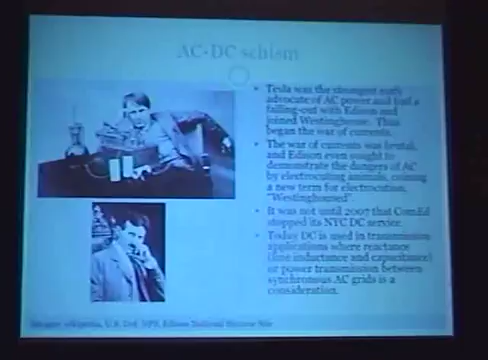 AC-DC schism
Tesla was the strongest early
advocate of AC power and had a
falling-out with Edison and
joined Westinghouse. Thus
began the war of currents.
The war of currents was brutal,
and Edison even sought to
demonstrate the dangers of AC
by electrocuting animals, coining
a new term for electrocution,
"Westinghoused".
It was not until 2007 that ConEd
stopped its NYC DC service.
Today DC is used in transmission
applications where reactance
(line inductance and capacitance)
or power transmission between
synchronous AC grids is a
consideration.
Images: wikipedia, U.S. Dof, NPS, Edison National Historic Site